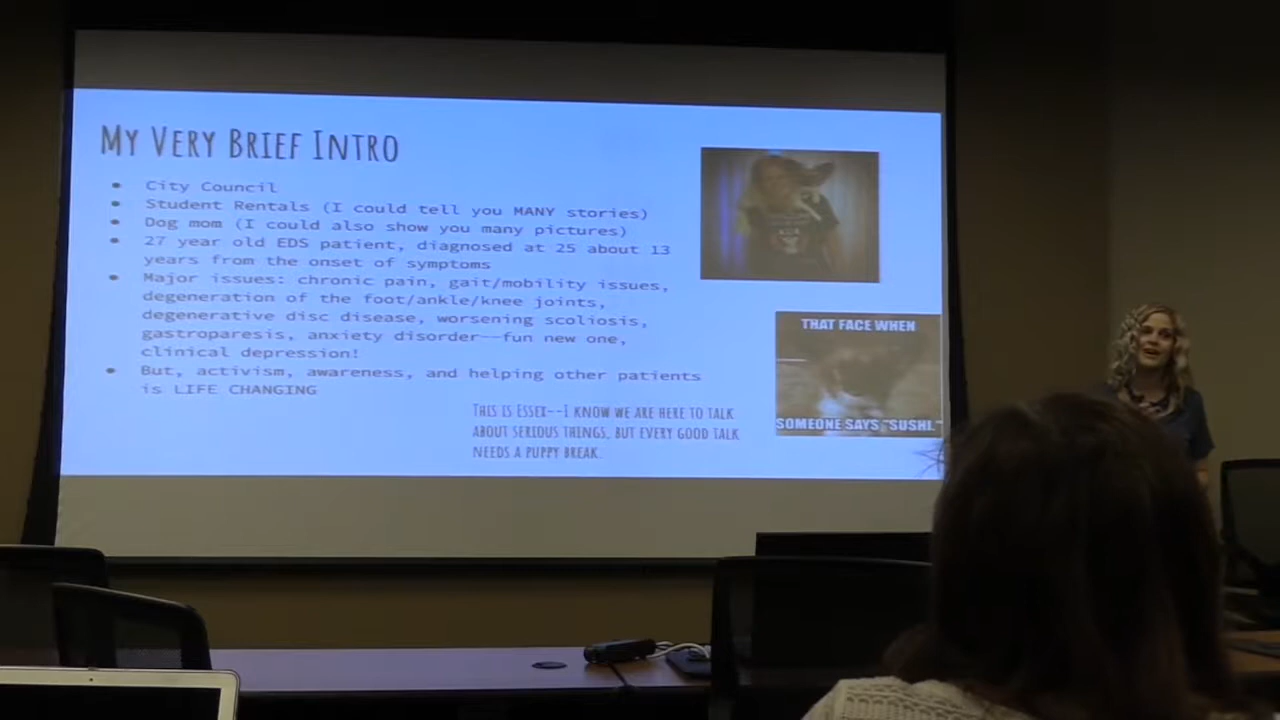 My Very Brief Intro
● City Council
● Student Rentals (I could tell you MANY stories)
● Dog mom (I could also show you many pictures)
● 27 year old EDS patient, diagnosed at 25 about 13
years from the onset of symptoms
● Major issues: chronic pain, gait/mobility issues,
degeneration of the foot/ankle/knee joints,
degenerative disc disease, worsening scoliosis,
gastroparesis, anxiety disorder--fun new one,
clinical depression!
● But, activism, awareness, and helping other patients
is LIFE CHANGING
THAT FACE WHEN
SOMEONE SAYS "SUSHI."
This is Essei--I know we are here to talk
about serious things, but every good talk
needs a puppy break.